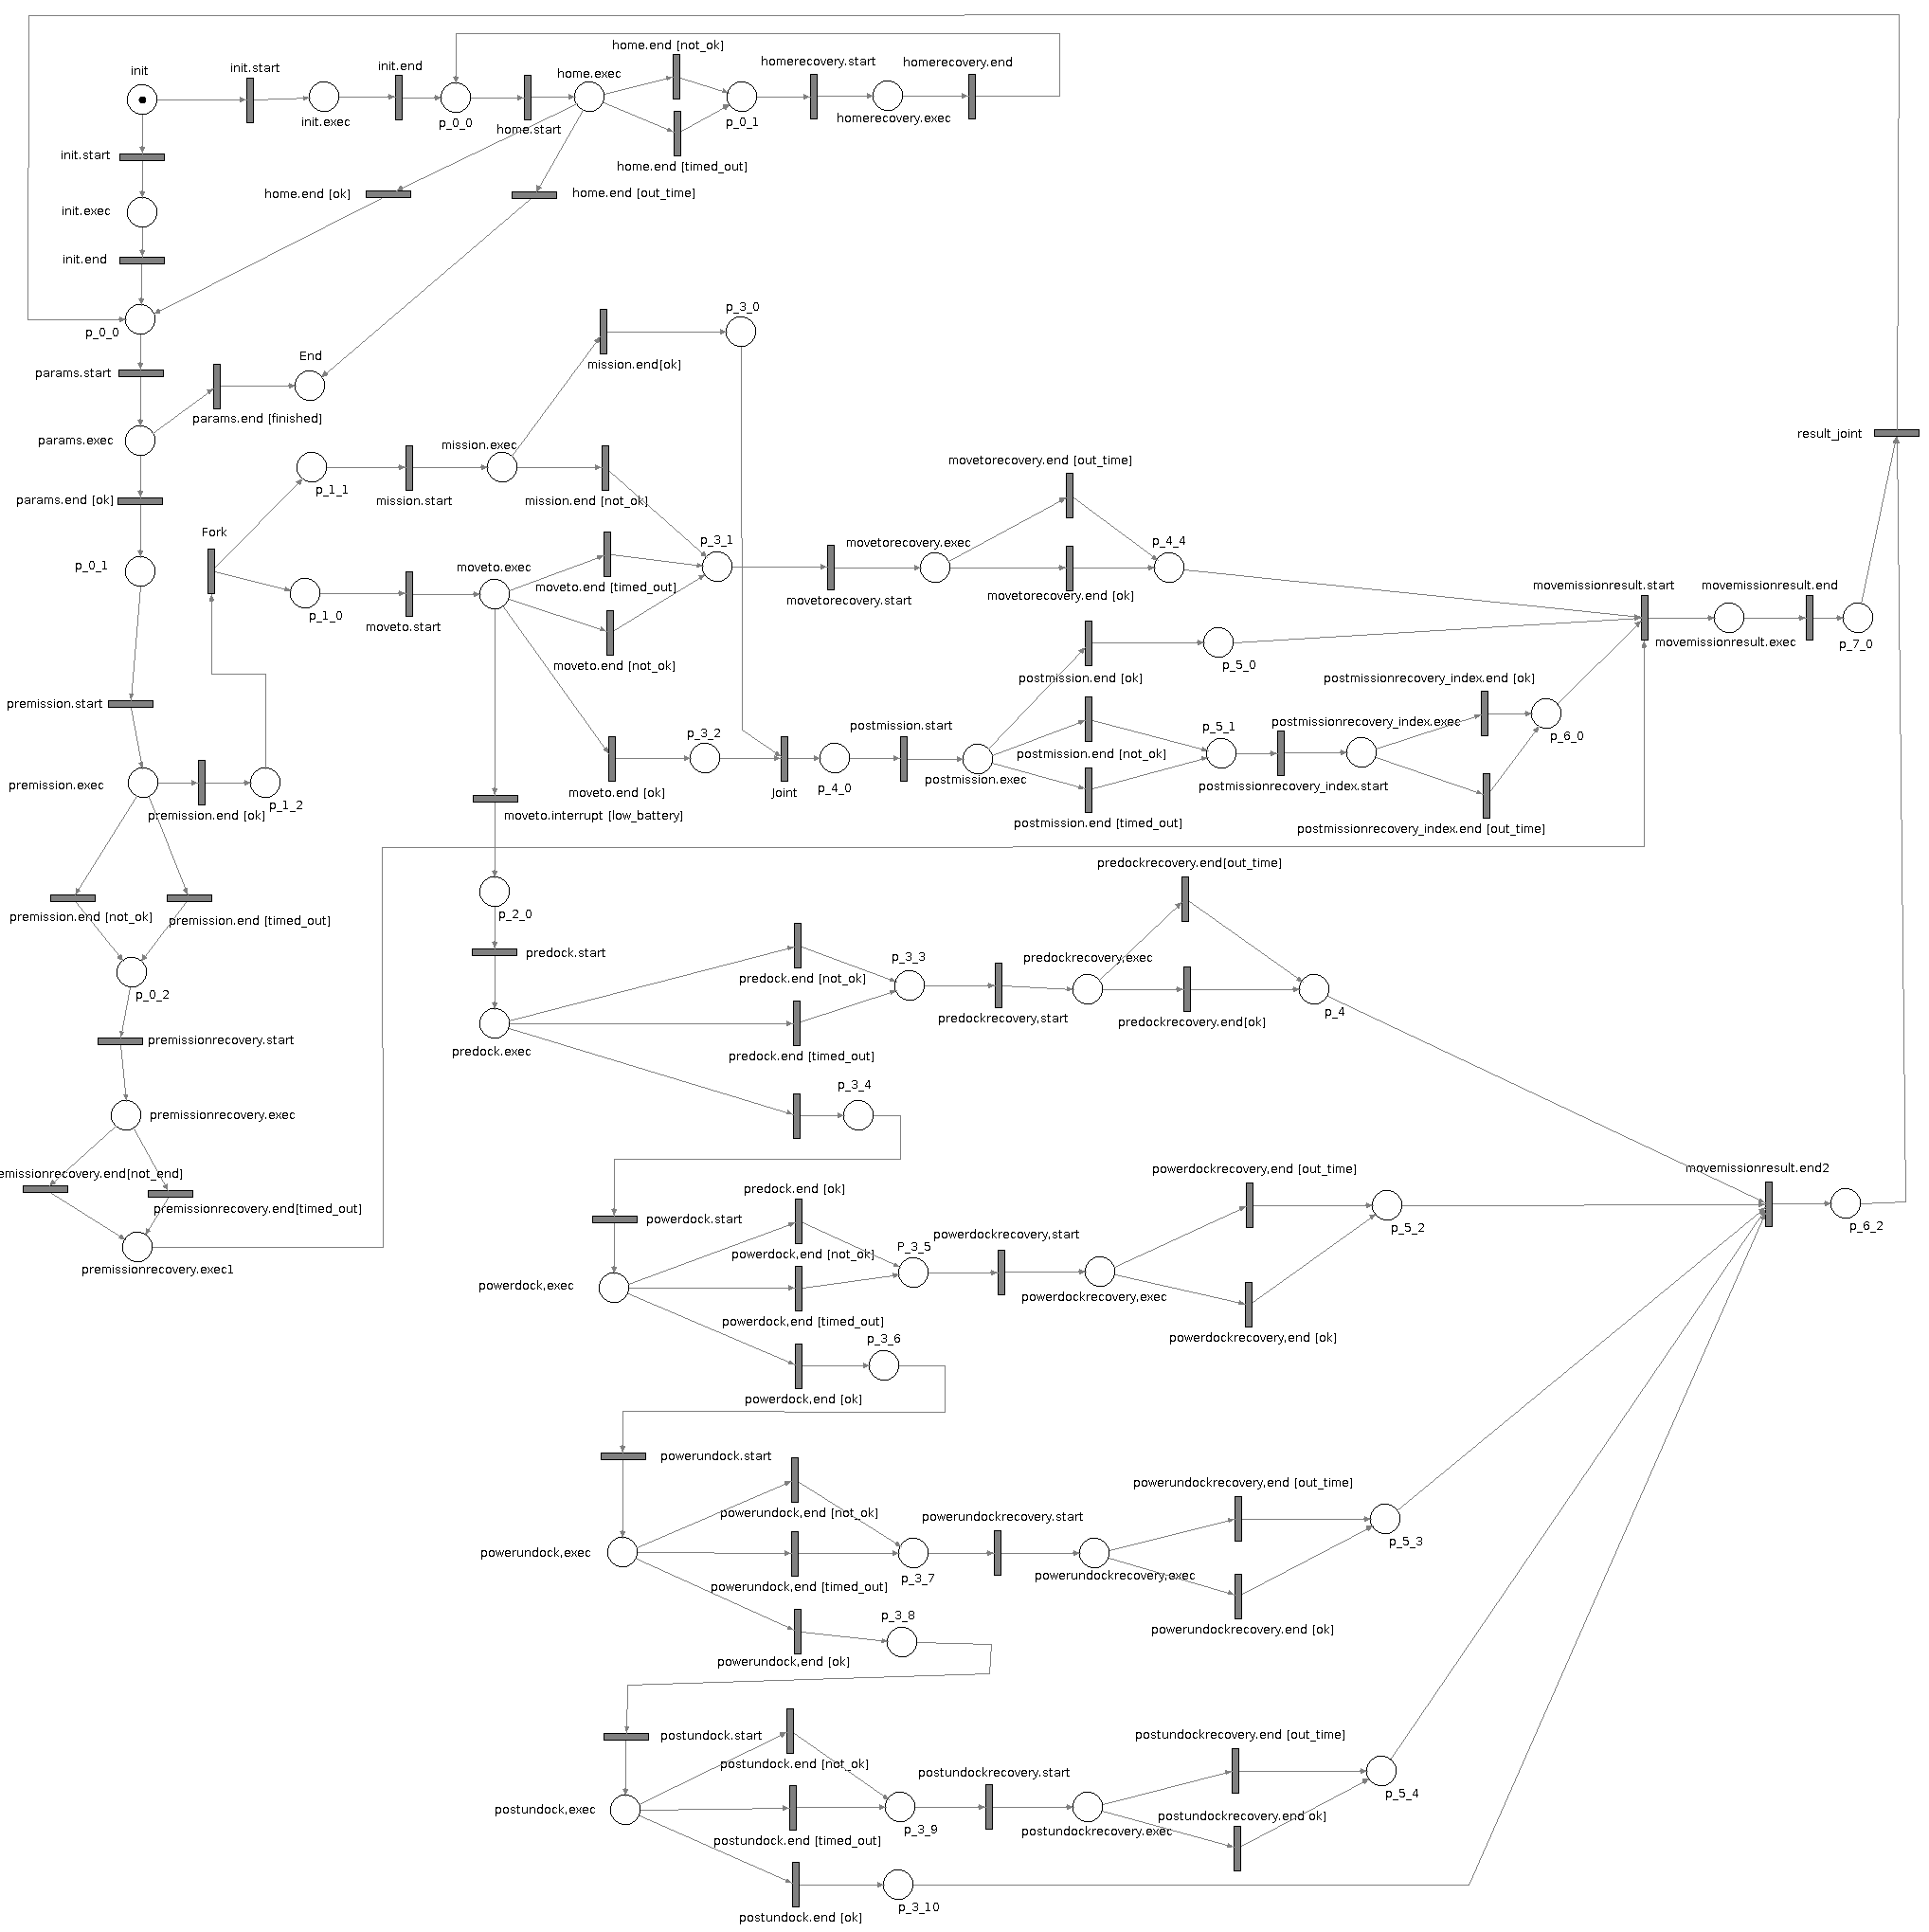 init
init.start
init.exec
init.end
p_0_0
home.start
home.exec
home.end [not_ok]
home.end [timed_out]
p_0_1
homerecovery.start
homerecovery.exec
homerecovery.end
init.start
init.exec
init.end
home.end [ok]
home.end [out_time]
p_0_0
params.start
End
params.end [finished]
params.exec
params.end [ok]
p_0_1
Fork
p_1_1
mission.start
mission.exec
mission.end[ok]
p_3_0
mission.end [not_ok]
p_1_0
moveto.start
moveto.exec
moveto.end [timed_out]
moveto.end [not_ok]
p_3_1
movetorecovery.start
movetorecovery.exec
movetorecovery.end [out_time]
movetorecovery.end [ok]
p_4_4
movemissionresult.start
movemissionresult.end
movemissionresult.exec
p_7_0
result_joint
premission.start
premission.exec
premission.end [ok]
p_1_2
moveto.end [ok]
p_3_2
Joint
p_4_0
postmission.start
postmission.exec
postmission.end [ok]
p_5_0
postmission.end [not_ok]
postmission.end [timed_out]
p_5_1
postmissionrecovery_index.start
postmissionrecovery_index.exec
postmissionrecovery_index.end [ok]
postmissionrecovery_index.end [out_time]
p_6_0
moveto.interrupt [low_battery]
premission.end [not_ok]
premission.end [timed_out]
p_0_2
premissionrecovery.start
premissionrecovery.exec
emissionrecovery.end[not_end]
premissionrecovery.end[timed_out]
premissionrecovery.exec1
p_2_0
predock.start
predock.exec
predock.end [not_ok]
predock.end [timed_out]
p_3_3
predockrecovery,start
predockrecovery,exec
predockrecovery.end[out_time]
predockrecovery.end[ok]
p_4
p_3_4
predock.end [ok]
powerdock.start
powerdock,exec
powerdock,end [not_ok]
powerdock,end [timed_out]
P_3_5
powerdockrecovery,start
powerdockrecovery,exec
powerdockrecovery,end [out_time]
powerdockrecovery,end [ok]
p_5_2
movemissionresult.end2
p_6_2
p_3_6
powerdock,end [ok]
powerundock.start
powerundock,exec
powerundock,end [not_ok]
powerundock,end [timed_out]
p_3_7
powerundockrecovery.start
powerundockrecovery,exec
powerundockrecovery,end [out_time]
powerundockrecovery.end [ok]
p_5_3
p_3_8
powerundock,end [ok]
postundock.start
postundock,exec
postundock.end [not_ok]
postundock.end [timed_out]
p_3_9
postundockrecovery.start
postundockrecovery.exec
postundockrecovery.end [out_time]
postundockrecovery.end ok]
p_5_4
postundock.end [ok]
p_3_10